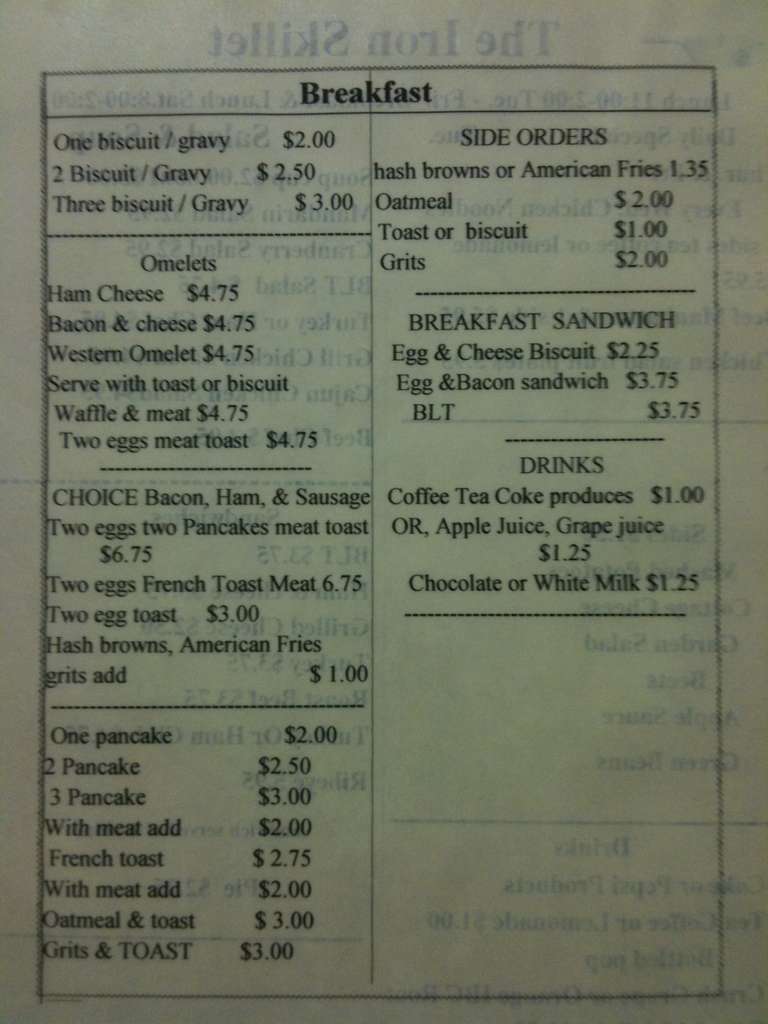 The Iron Skillet
Breakfast
One biscuit / gravy $2.00
2 Biscuit / Gravy $ 2.50
Three biscuit / Gravy $ 3.00
Omelets
Ham Cheese $4.75
Bacon & cheese $4.75
Western Omelet $4.75
Serve with toast or biscuit
Waffle & meat $4.75
Two eggs meat toast $4.75
CHOICE Bacon, Ham, & Sausage
Two eggs two Pancakes meat toast
$6.75
Two eggs French Toast Meat 6.75
Two egg toast $3.00
Hash browns, American Fries
grits add $ 1.00
One pancake $2.00
2 Pancake $2.50
3 Pancake $3.00
With meat add $2.00
French toast $ 2.75
With meat add $2.00
Oatmeal & toast $ 3.00
Grits & TOAST $3.00
SIDE ORDERS
hash browns or American Fries 1.35
Oatmeal $ 2.00
Toast or biscuit $1.00
Grits $2.00
BREAKFAST SANDWICH
Egg & Cheese Biscuit $2.25
Egg &Bacon sandwich $3.75
BLT $3.75
DRINKS
Coffee Tea Coke produces $1.00
OR, Apple Juice, Grape juice
$1.25
Chocolate or White Milk $1.25